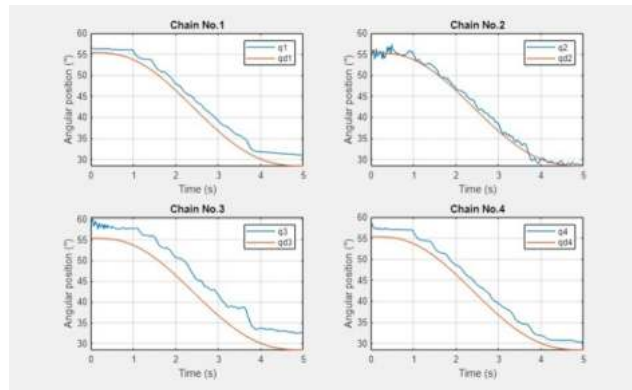 Chain No.1
Angular position (°)
60
55
50
45
40
35
30
0 1 2 3 4 5
Time (s)
q1
qd1
Chain No.2
Angular position (°)
60
55
50
45
40
35
30
0 1 2 3 4 5
Time (s)
q2
qd2
Chain No.3
Angular position (°)
60
55
50
45
40
35
30
0 1 2 3 4 5
Time (s)
q3
qd3
Chain No.4
Angular position (°)
60
55
50
45
40
35
30
0 1 2 3 4 5
Time (s)
q4
qd4